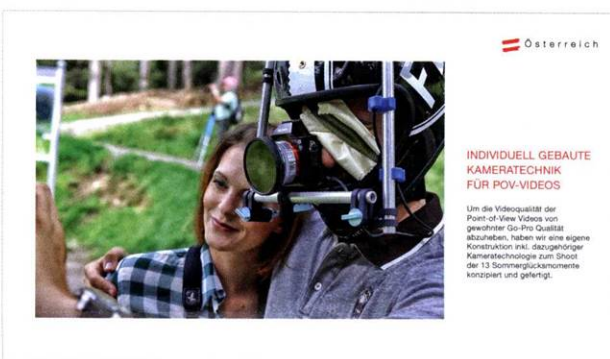 Österreich
INDIVIDUELL GEBAUTE
KAMERATECHNIK
FÜR POV-VIDEOS
Um die Videoqualität der
Point-of-View Videos von
gewohnter Go-Pro Qualität
abzuheben, haben wir eine eigene
Konstruktion inkl. dazugehöriger
Kameratechnologie zum Shoot
der 13 Sommerglücksmomente
konzipiert und gefertigt.